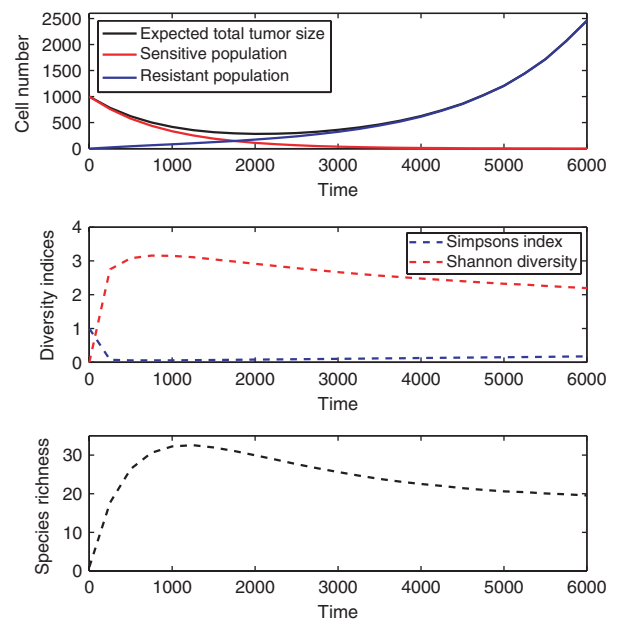 2500
2000
1500
1000
500
0
Cell number
Expected total tumor size
Sensitive population
Resistant population
0 1000 2000 3000 4000 5000 6000
Time
4
3
2
1
0
Diversity indices
Simpsons index
Shannon diversity
0 1000 2000 3000 4000 5000 6000
Time
30
20
10
0
Species richness
0 1000 2000 3000 4000 5000 6000
Time